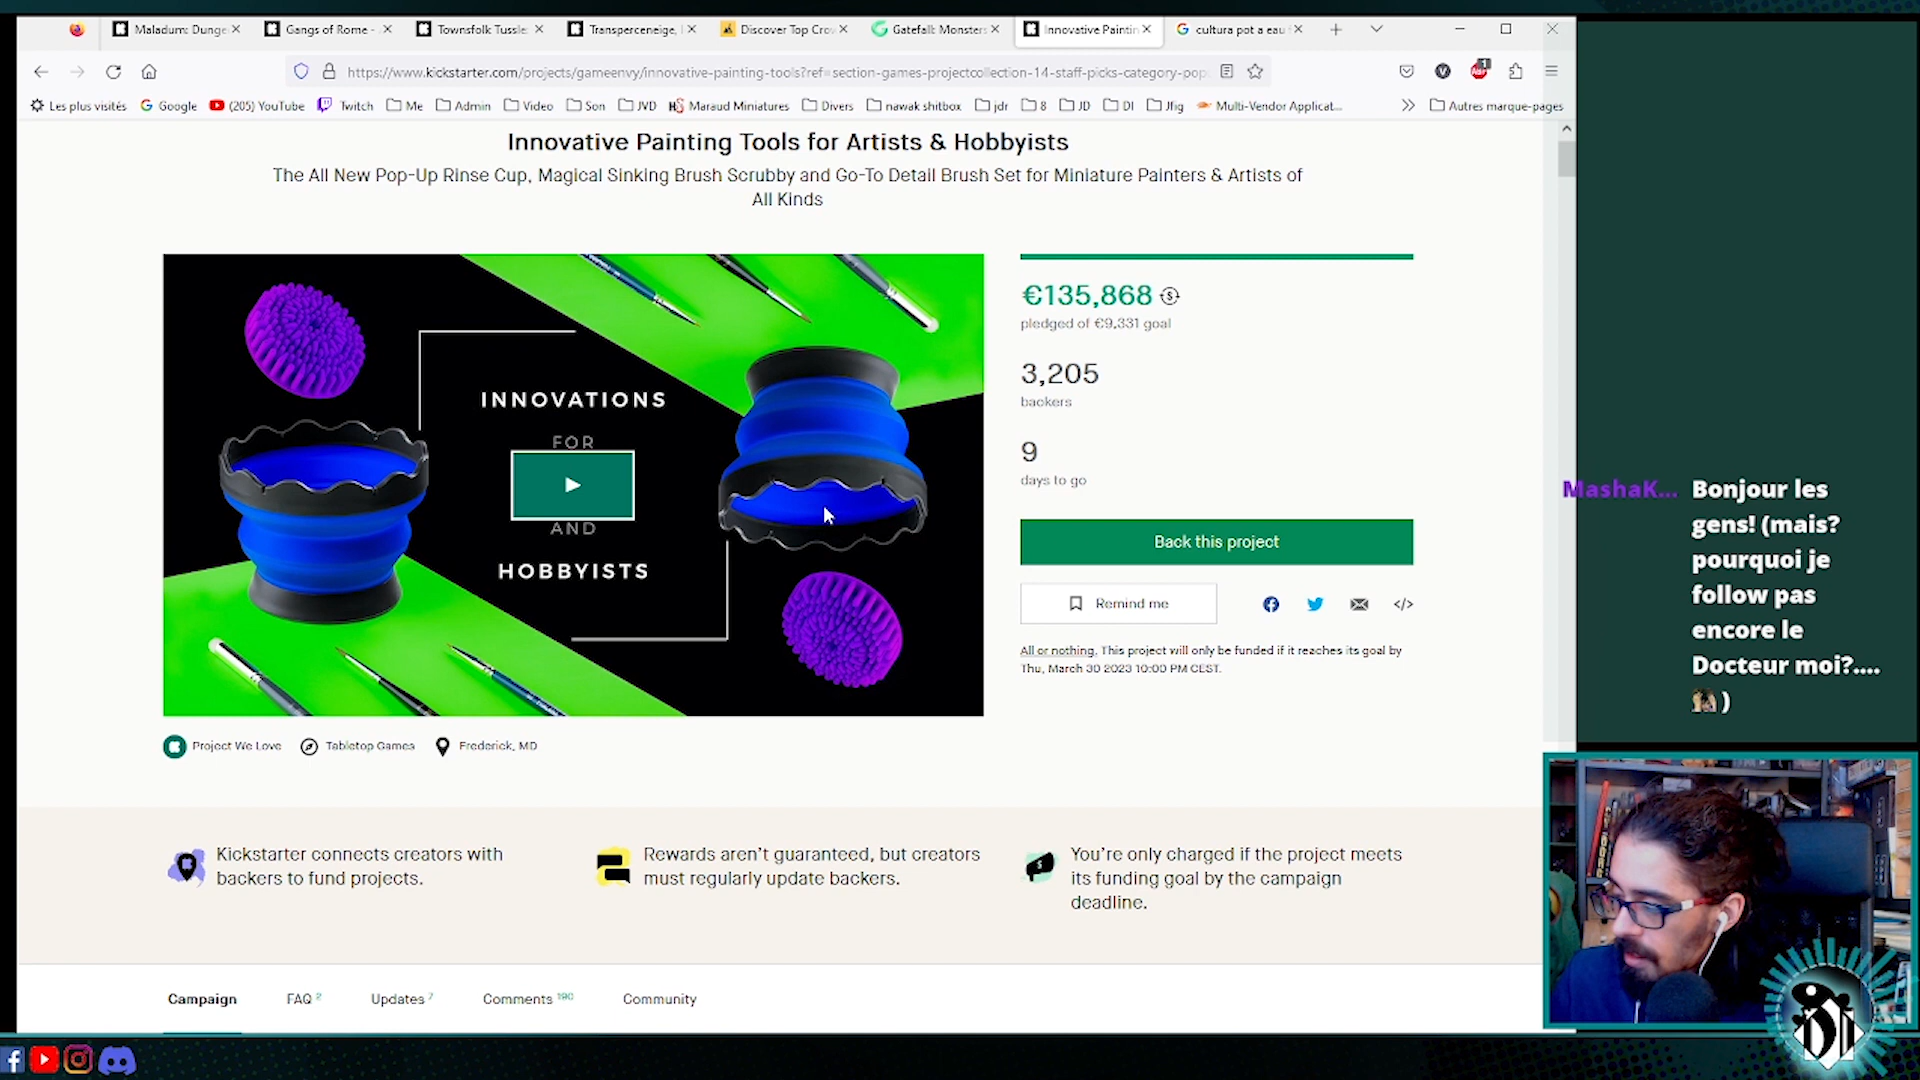 Maladum: Dunge
Gangs of Rome -
Townsfolk Tussle
Transperceneige,
Discover Top Cro
Gatefall: Monsters
Innovative Paintin
cultura pot a eau
https://www.kickstarter.com/projects/gameenvy/innovative-painting-tools?ref=section-games-projectcollection-14-staff-picks-category-pop
1
Les plus visités
Google
(205) YouTube
Twitch
Me
Admin
Video
Son
JVD
Maraud Miniatures
Divers
nawak shitbox
jdr
8
JD
DI
Jfig
Multi-Vendor Applicat...
Autres marque-pages
Innovative Painting Tools for Artists & Hobbyists
The All New Pop-Up Rinse Cup, Magical Sinking Brush Scrubby and Go-To Detail Brush Set for Miniature Painters & Artists of
All Kinds
INNOVATIONS
FOR
AND
HOBBYISTS
€135,868
pledged of €9,331 goal
3,205
backers
9
days to go
Back this project
Remind me
All or nothing. This project will only be funded if it reaches its goal by
Thu, March 30 2023 10:00 PM CEST.
Project We Love
Tabletop Games
Frederick, MD
Kickstarter connects creators with
backers to fund projects.
Rewards aren't guaranteed, but creators
must regularly update backers.
You're only charged if the project meets
its funding goal by the campaign
deadline.
Campaign
FAQ 2
Updates 7
Comments 190
Community
MashaK... Bonjour les
gens! (mais?
pourquoi je
follow pas
encore le
Docteur moi?....
)